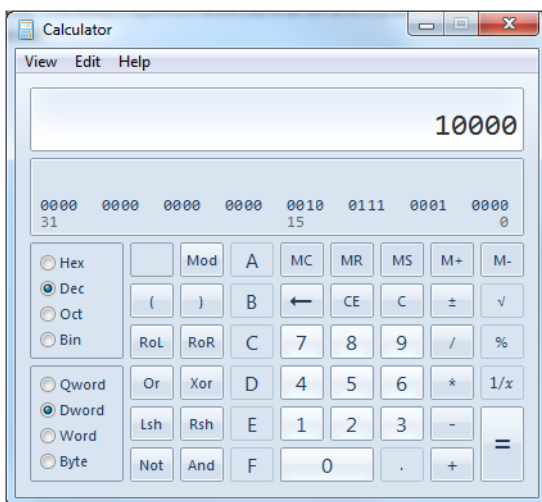 Calculator
View Edit Help
10000
0000 0000 0000 0000 0010 0111 0001 0000
31 15 0
Hex Mod A MC MR MS M+ M-
Dec ( ) B ← CE C ± √
Oct
Bin RoL RoR C 7 8 9 / %
Qword Or Xor D 4 5 6 * 1/x
Dword Lsh Rsh E 1 2 3 - =
Word
Byte Not And F 0 . +